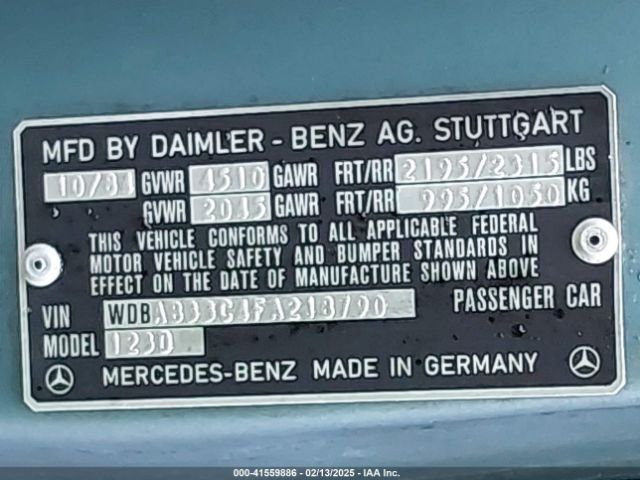 MFD BY DAIMLER - BENZ AG. STUTTGART
10/84 GVWR 4510 GAWR FRT/RR 2195/2315 LBS
GVWR 2045 GAWR FRT/RR 995/1050 KG
THIS VEHICLE CONFORMS TO ALL APPLICABLE FEDERAL
MOTOR VEHICLE SAFETY AND BUMPER STANDARDS IN
EFFECT ON THE DATE OF MANUFACTURE SHOWN ABOVE
VIN WDBAB33C4FA218790 PASSENGER CAR
MODEL 123D
MERCEDES-BENZ MADE IN GERMANY
000-41559886 - 02/13/2025 - IAA Inc.